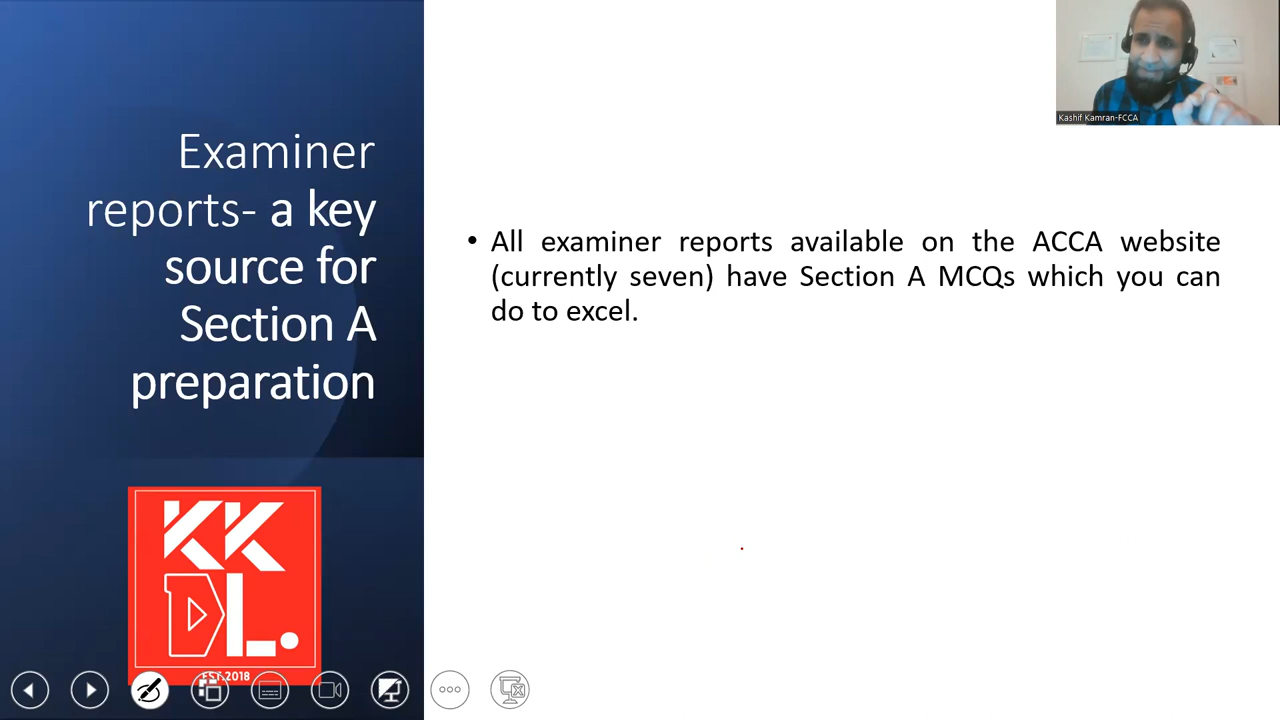 Examiner
reports- a key
source for
Section A
preparation
• All examiner reports available on the ACCA website
(currently seven) have Section A MCQs which you can
do to excel.
Kashif Kamran-FCCA
KK
DL.
EST.2018